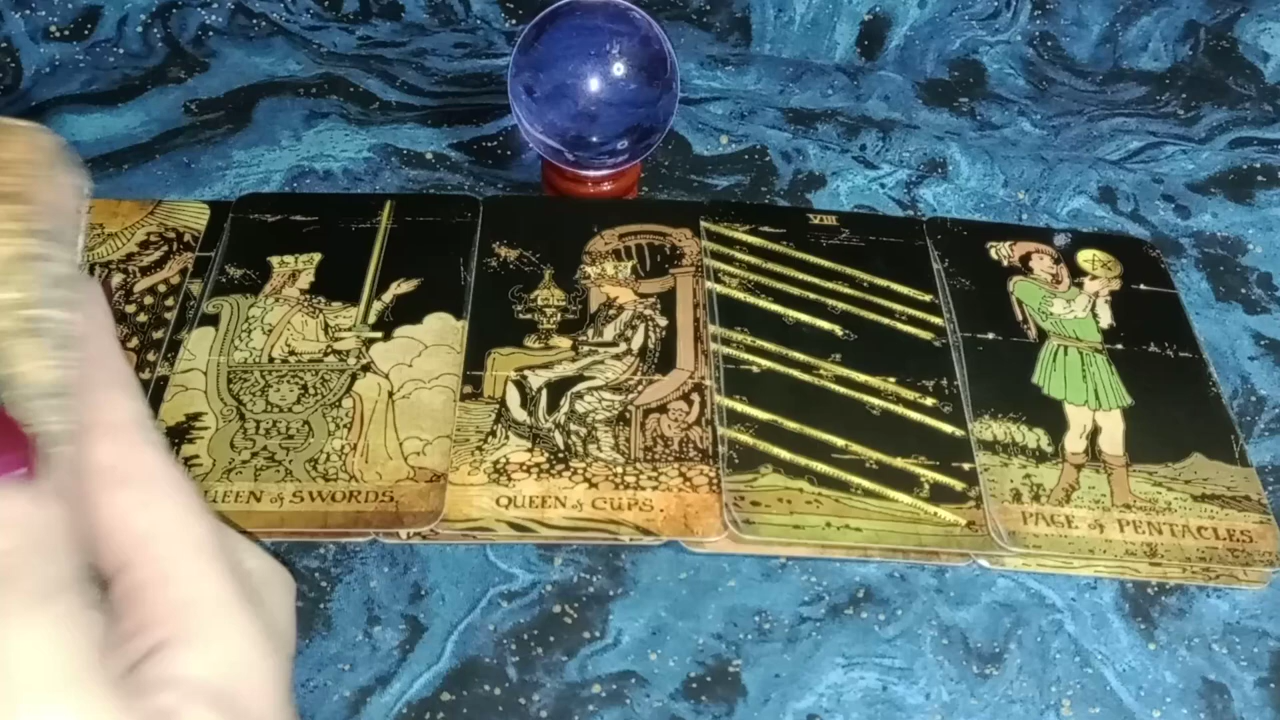 QUEEN of SWORDS.
QUEEN of CUPS.
VIII
PAGE of PENTACLES.